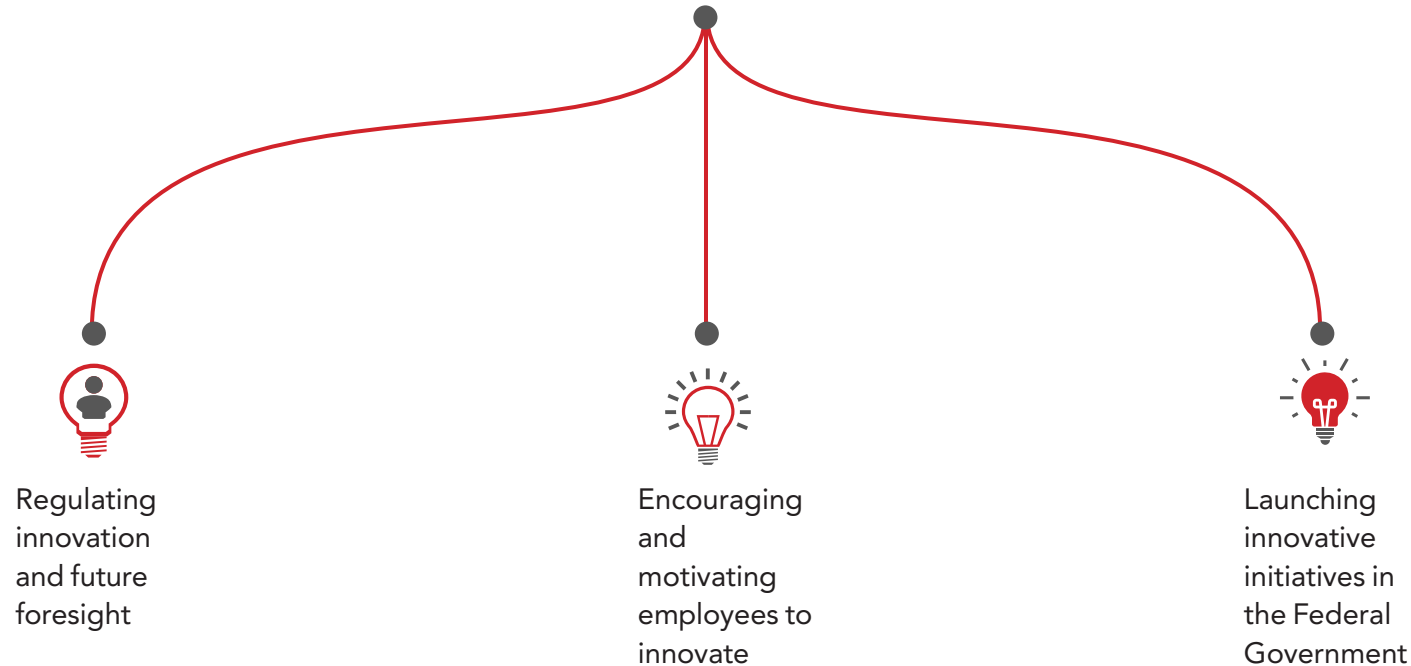 Regulating
innovation
and future
foresight
Encouraging
and
motivating
employees to
innovate
Launching
innovative
initiatives in
the Federal
Government